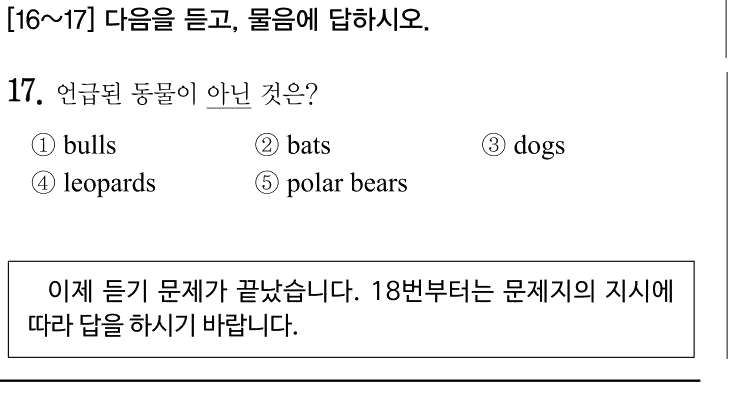 [16～17] 다음을 듣고, 물음에 답하시오.
17. 언급된 동물이 아닌 것은?
① bulls ② bats ③ dogs
④ leopards ⑤ polar bears
이제 듣기 문제가 끝났습니다. 18번부터는 문제지의 지시에
따라 답을 하시기 바랍니다.